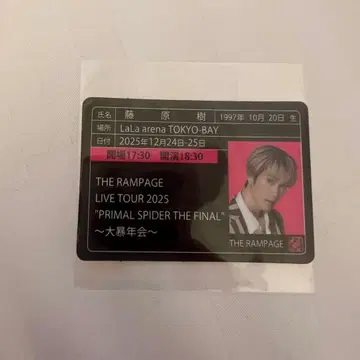 氏名 藤原 樹 1997年 10月 20日 生
場所 LaLa arena TOKYO-BAY
日付 2025年12月24日-25日
開場17:30 開演18:30
THE RAMPAGE
LIVE TOUR 2025
"PRIMAL SPIDER THE FINAL"
〜大暴年会〜
THE RAMPAGE